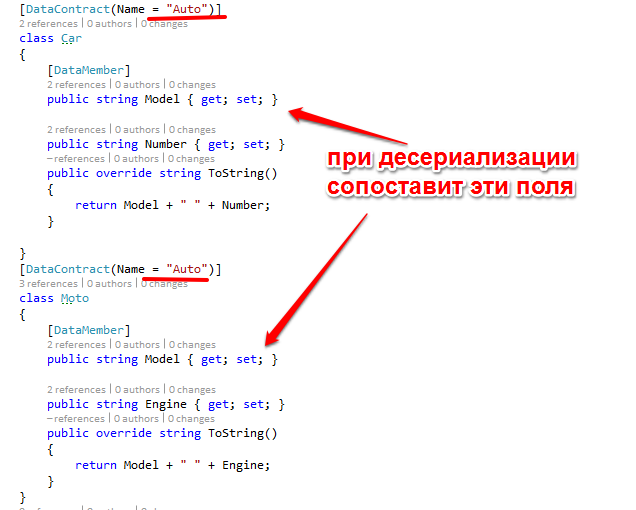 [DataContract(Name = "Auto")]
2 references | 0 authors | 0 changes
class Car
{
[DataMember]
2 references | 0 authors | 0 changes
public string Model { get; set; }
2 references | 0 authors | 0 changes
public string Number { get; set; }
–references | 0 authors | 0 changes
public override string ToString()
{
return Model + " " + Number;
}
}
при десериализации
сопоставит эти поля
[DataContract(Name = "Auto")]
3 references | 0 authors | 0 changes
class Moto
{
[DataMember]
2 references | 0 authors | 0 changes
public string Model { get; set; }
2 references | 0 authors | 0 changes
public string Engine { get; set; }
–references | 0 authors | 0 changes
public override string ToString()
{
return Model + " " + Engine;
}
}